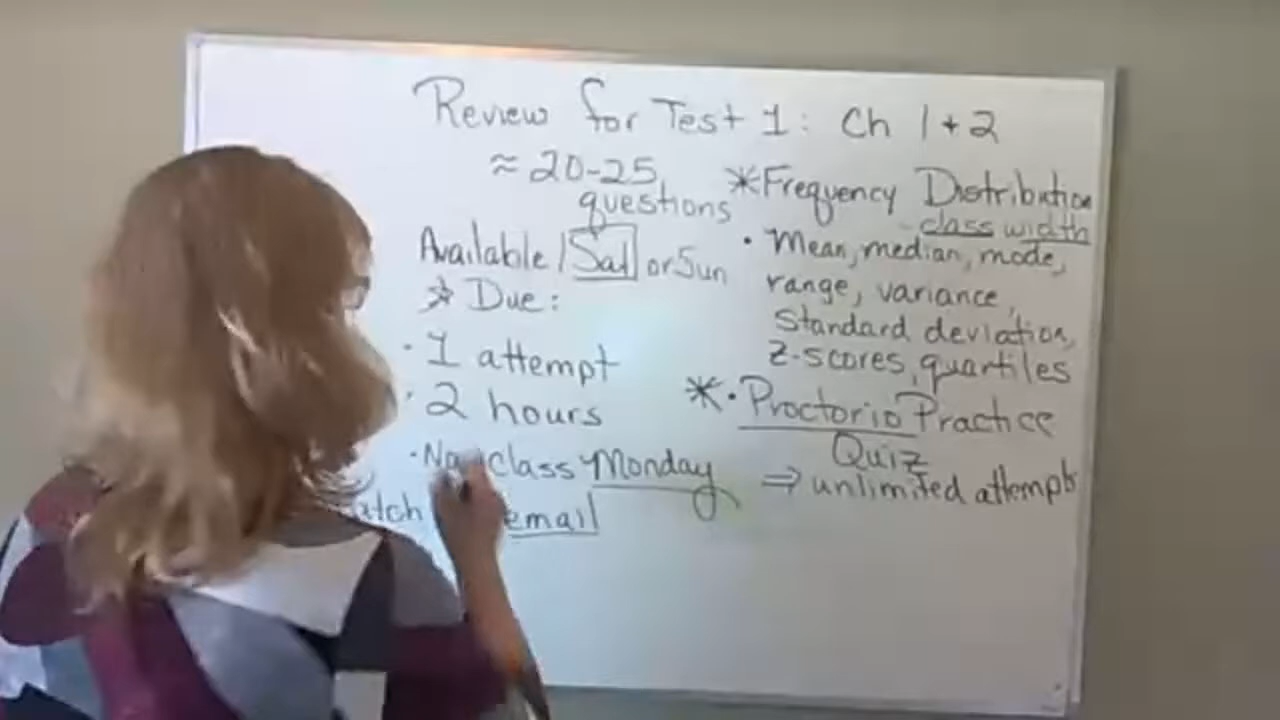 Review for Test 1: Ch 1+2
≈ 20-25
questions
Available / Sat or Sun
* Due:
· 1 attempt
· 2 hours
· No class Monday
email
* Frequency Distribution
- class width
· Mean, median, mode,
range, variance,
standard deviation,
z-scores, quartiles
* · Proctorio Practice
Quiz
⇒ unlimited attempts